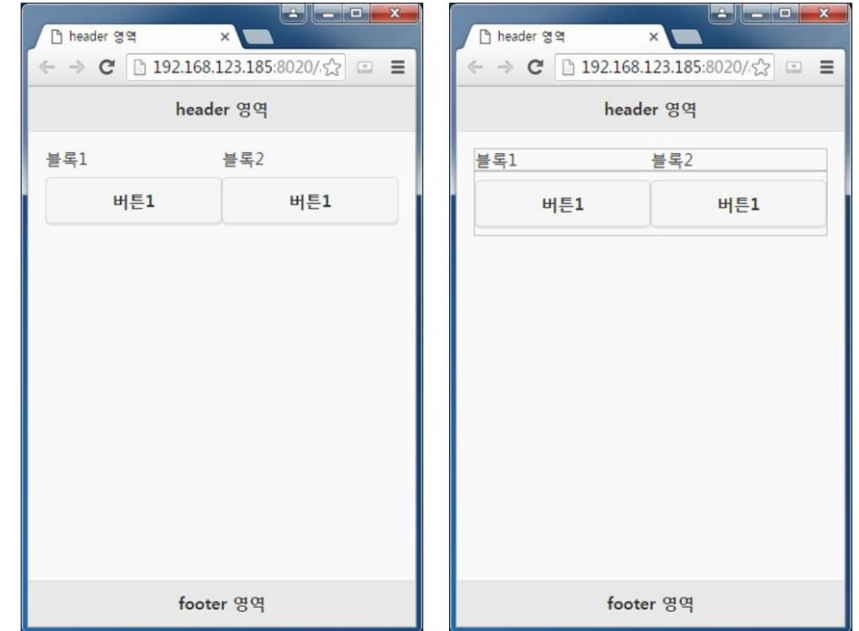 header 영역
192.168.123.185:8020/
header 영역
블록1 블록2
버튼1 버튼1
footer 영역
header 영역
192.168.123.185:8020/
header 영역
블록1 블록2
버튼1 버튼1
footer 영역